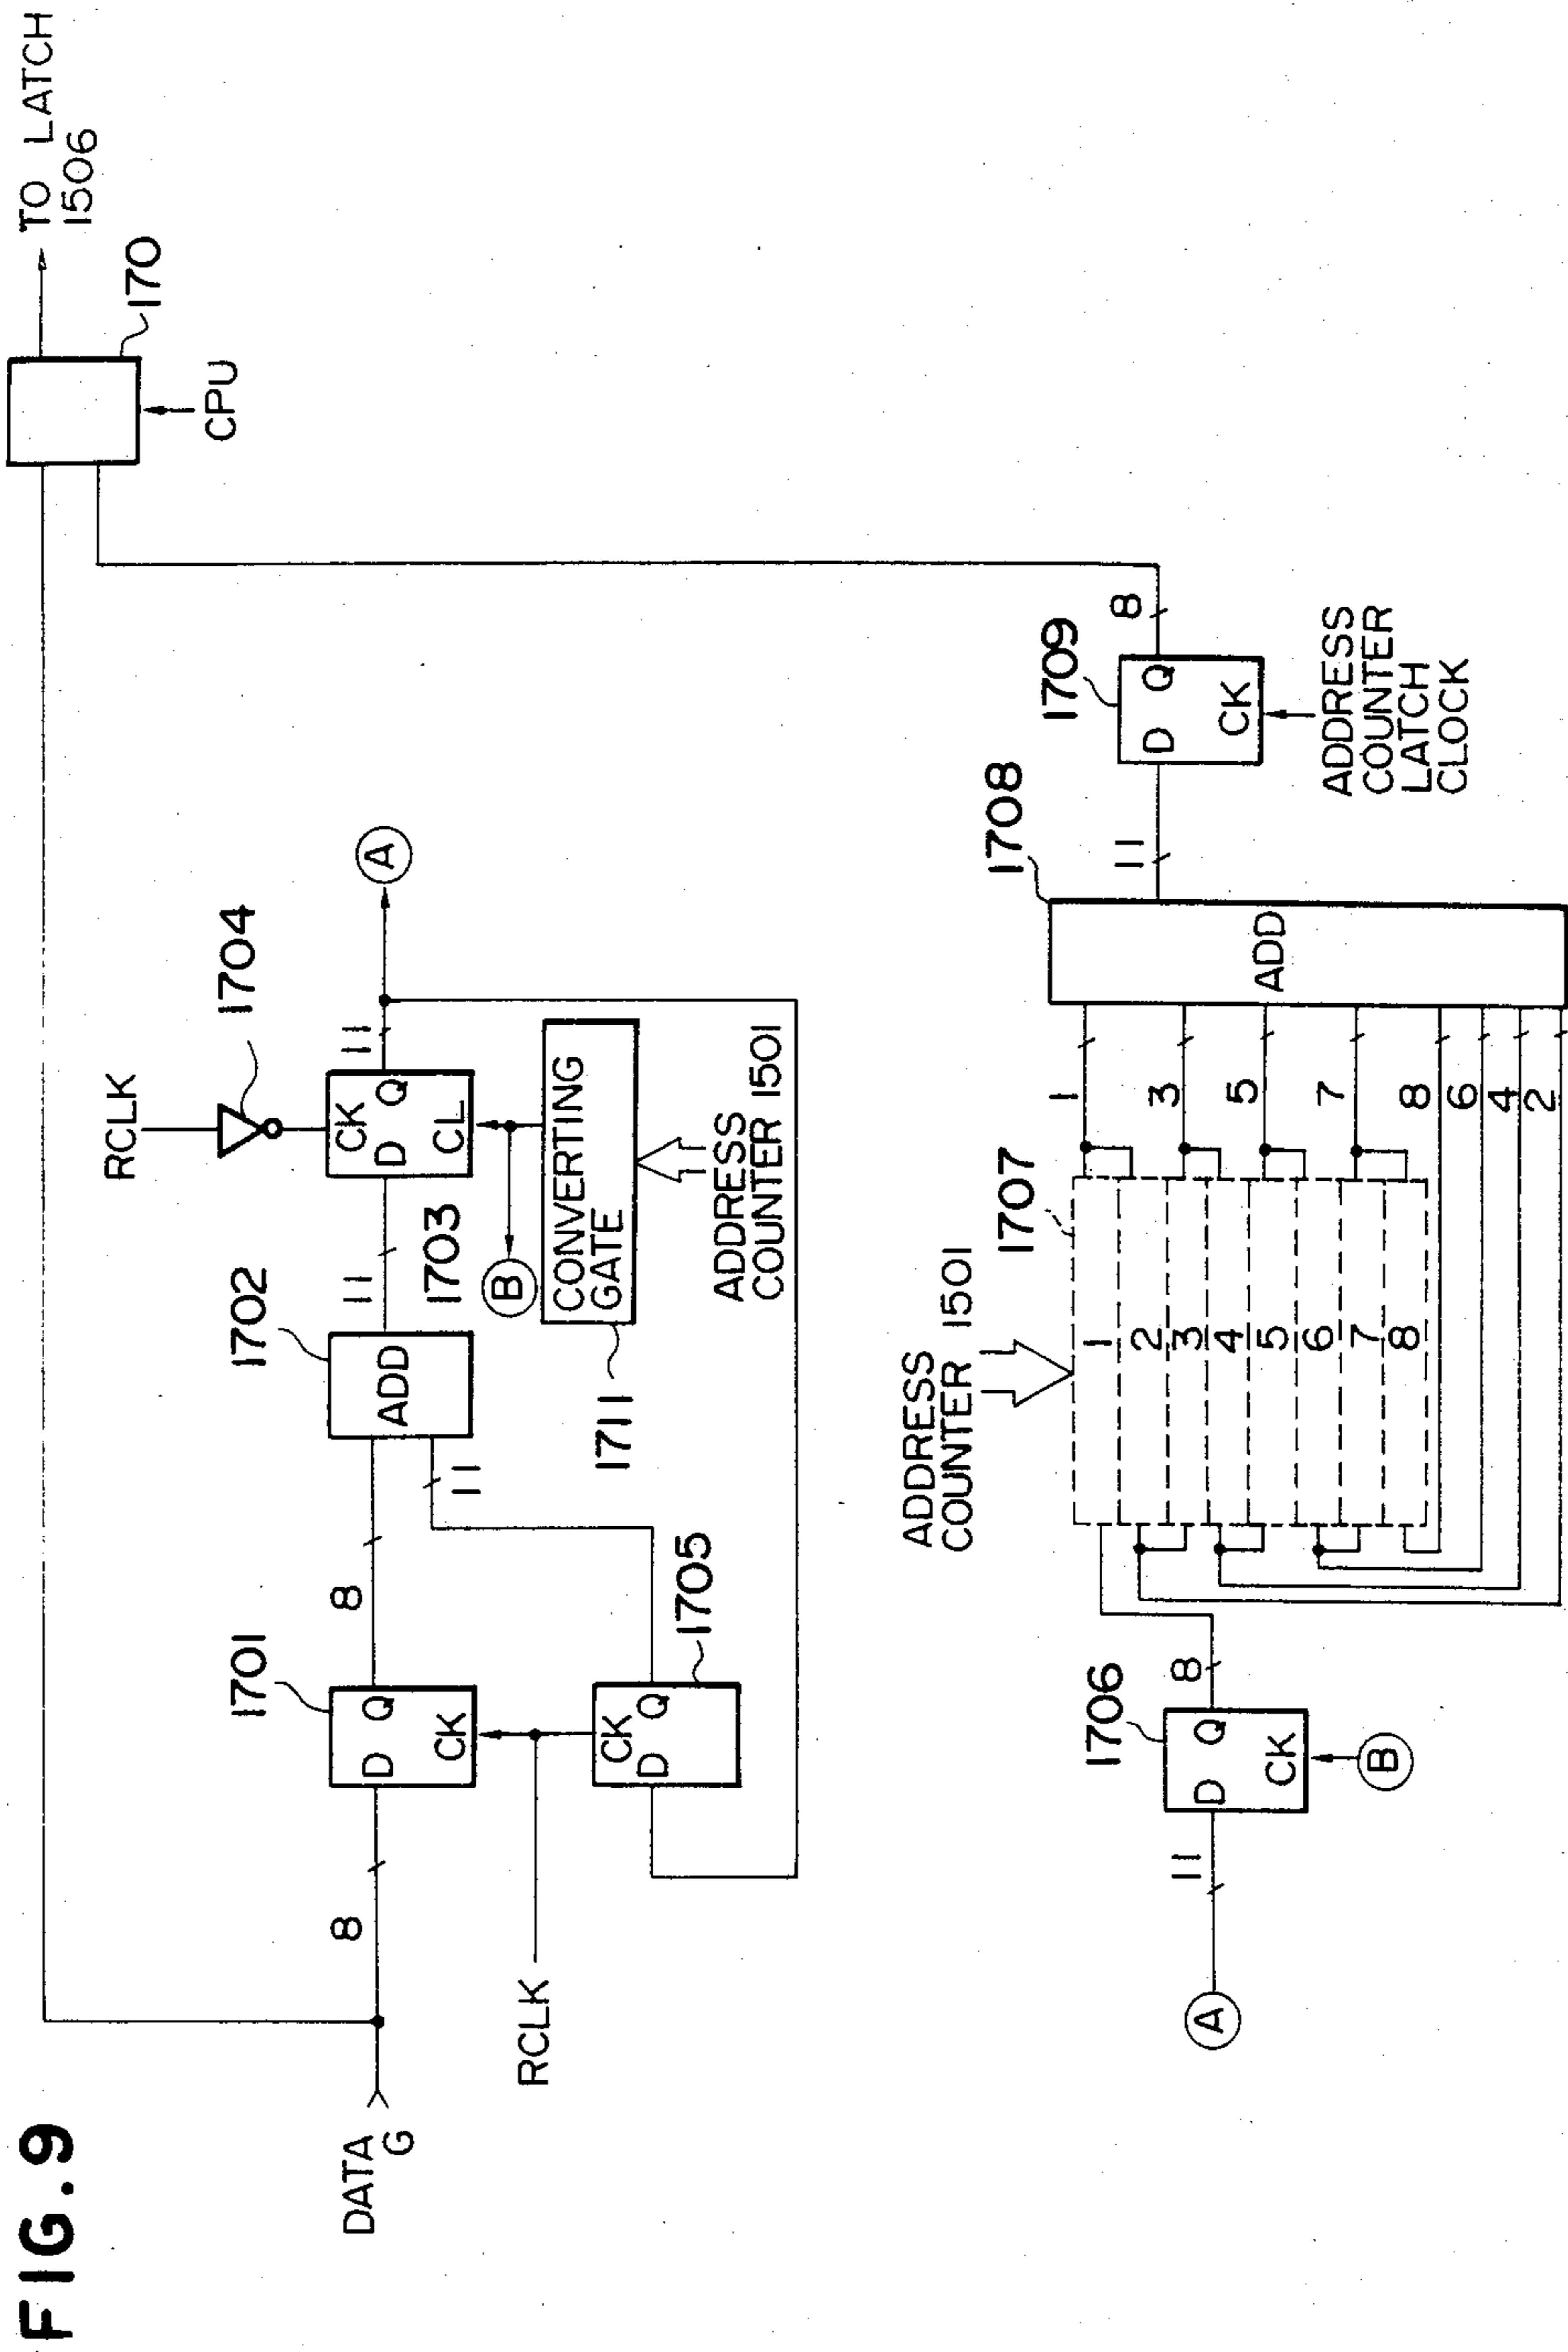 FIG.9
TO LATCH
1506
170
CPU
RCLK
1704
1701
1702
DATA
G
8
D Q
CK
8
ADD
11
11
1703
CK
D Q
CL
11
A
B
CONVERTING
GATE
1711
ADDRESS
COUNTER 1501
RCLK
CK
D Q
1705
ADDRESS
COUNTER 1501
1707
1708
1709
A
11
1706
D Q
CK
B
8
1
2
3
4
5
6
7
8
1
3
5
7
8
6
4
2
ADD
11
D Q
CK
8
ADDRESS
COUNTER
LATCH
CLOCK